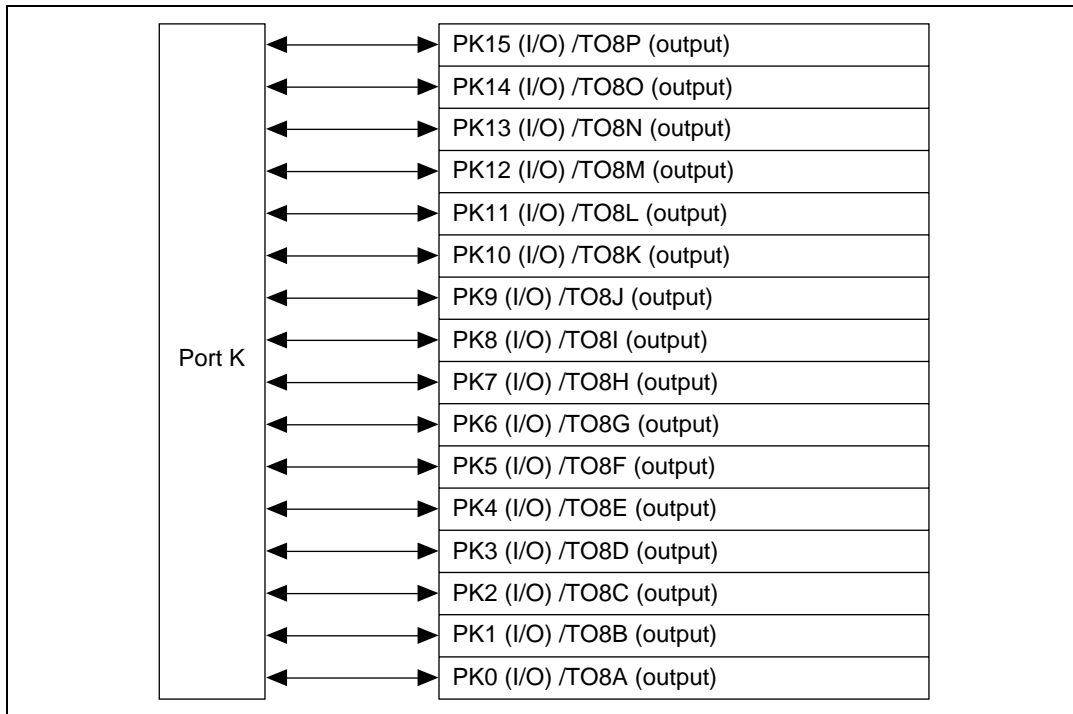 PK15 (I/O) /TO8P (output)
PK14 (I/O) /TO8O (output)
PK13 (I/O) /TO8N (output)
PK12 (I/O) /TO8M (output)
PK11 (I/O) /TO8L (output)
PK10 (I/O) /TO8K (output)
PK9 (I/O) /TO8J (output)
PK8 (I/O) /TO8I (output)
Port K
PK7 (I/O) /TO8H (output)
PK6 (I/O) /TO8G (output)
PK5 (I/O) /TO8F (output)
PK4 (I/O) /TO8E (output)
PK3 (I/O) /TO8D (output)
PK2 (I/O) /TO8C (output)
PK1 (I/O) /TO8B (output)
PK0 (I/O) /TO8A (output)